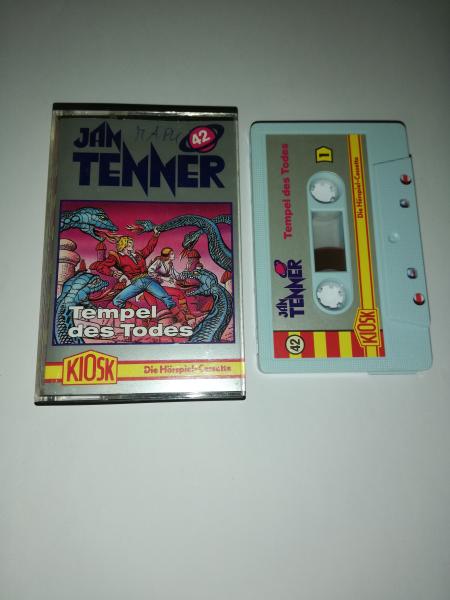 JAN
42
TENNER
Tempel
des Todes
KIOSK
Die Hörspiel-Cassette
42
JAN
TENNER
Tempel des Todes
1
KIOSK
Die Hörspiel-Cassette